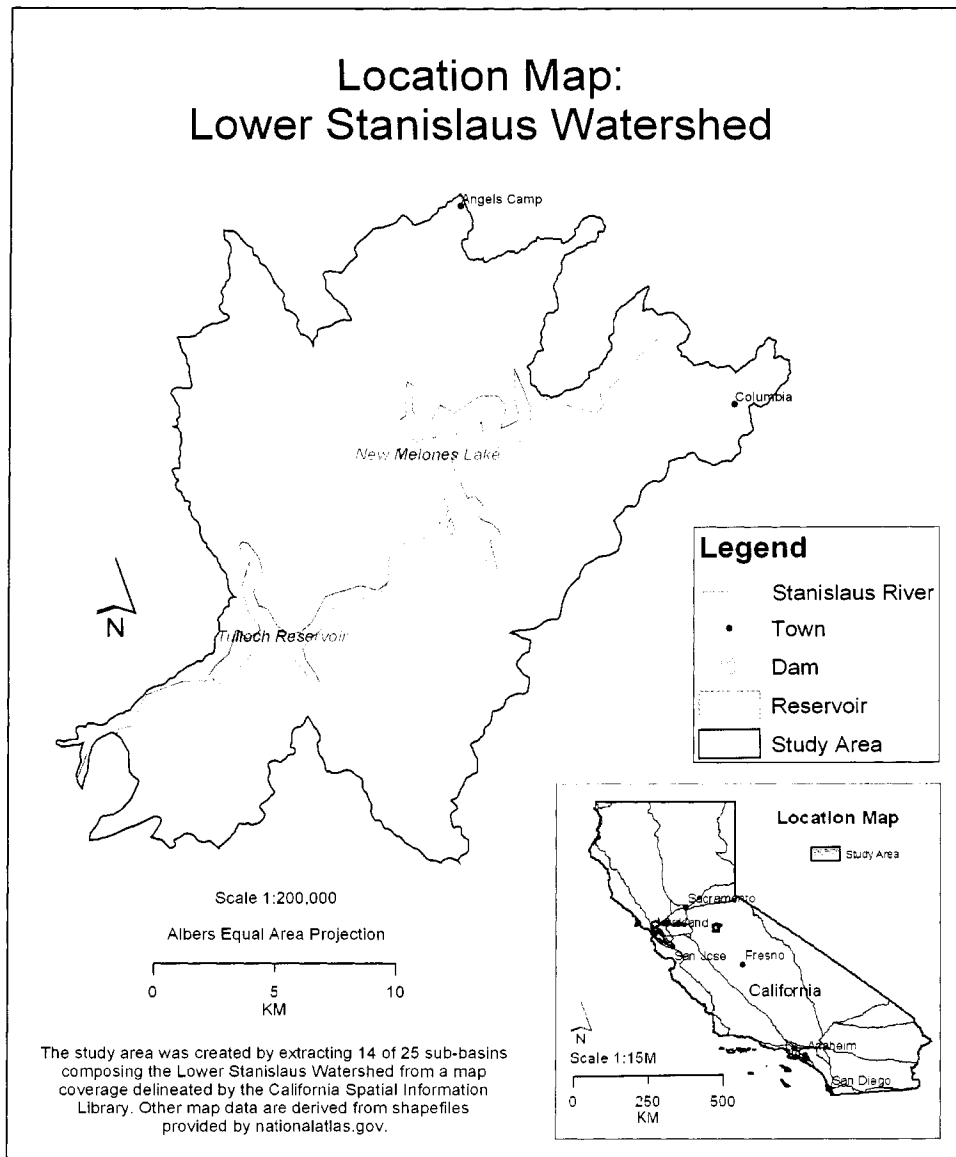 Location Map:
Lower Stanislaus Watershed
Angels Camp
Columbia
New Melones Lake
Tulloch Reservoir
N
Legend
Stanislaus River
Town
Dam
Reservoir
Study Area
Scale 1:200,000
Albers Equal Area Projection
0 5 10
KM
The study area was created by extracting 14 of 25 sub-basins
composing the Lower Stanislaus Watershed from a map
coverage delineated by the California Spatial Information
Library. Other map data are derived from shapefiles
provided by nationalatlas.gov.
Location Map
Study Area
Sacramento
San Jose
Fresno
California
Anaheim
San Diego
N
Scale 1:15M
0 250 500
KM